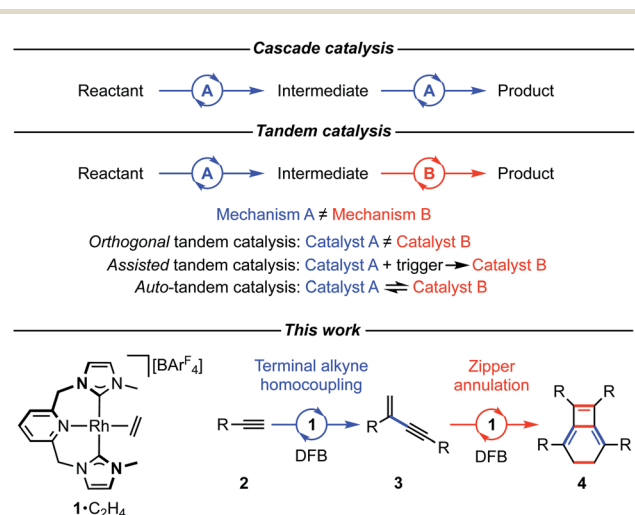 Cascade catalysis
Reactant A Intermediate A Product
Tandem catalysis
Reactant A Intermediate B Product
Mechanism A ≠ Mechanism B
Orthogonal tandem catalysis: Catalyst A ≠ Catalyst B
Assisted tandem catalysis: Catalyst A + trigger → Catalyst B
Auto-tandem catalysis: Catalyst A ⇌ Catalyst B
This work
[BArF4]
N N
N Rh
N N
1•C2H4
Terminal alkyne
homocoupling
R 1 R R
DFB
2 3
Zipper
annulation
1
DFB
R R
R R
4